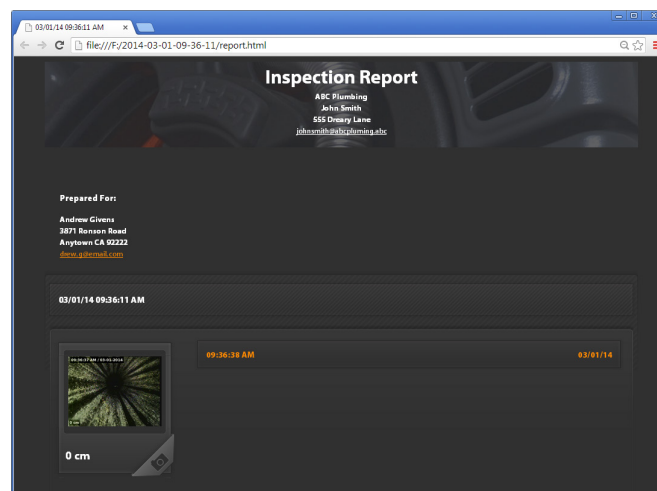 03/01/14 09:36:11 AM
file:///F:/2014-03-01-09-36-11/report.html
Inspection Report
ABC Plumbing
John Smith
555 Dreary Lane
johnsmith@abcpluming.abc
Prepared For:
Andrew Givens
3871 Ronson Road
Anytown CA 92222
drew.g@email.com
03/01/14 09:36:11 AM
09:36:38 AM 03/01/14
09:36:37 AM / 03-01-2014
0 cm
0 cm